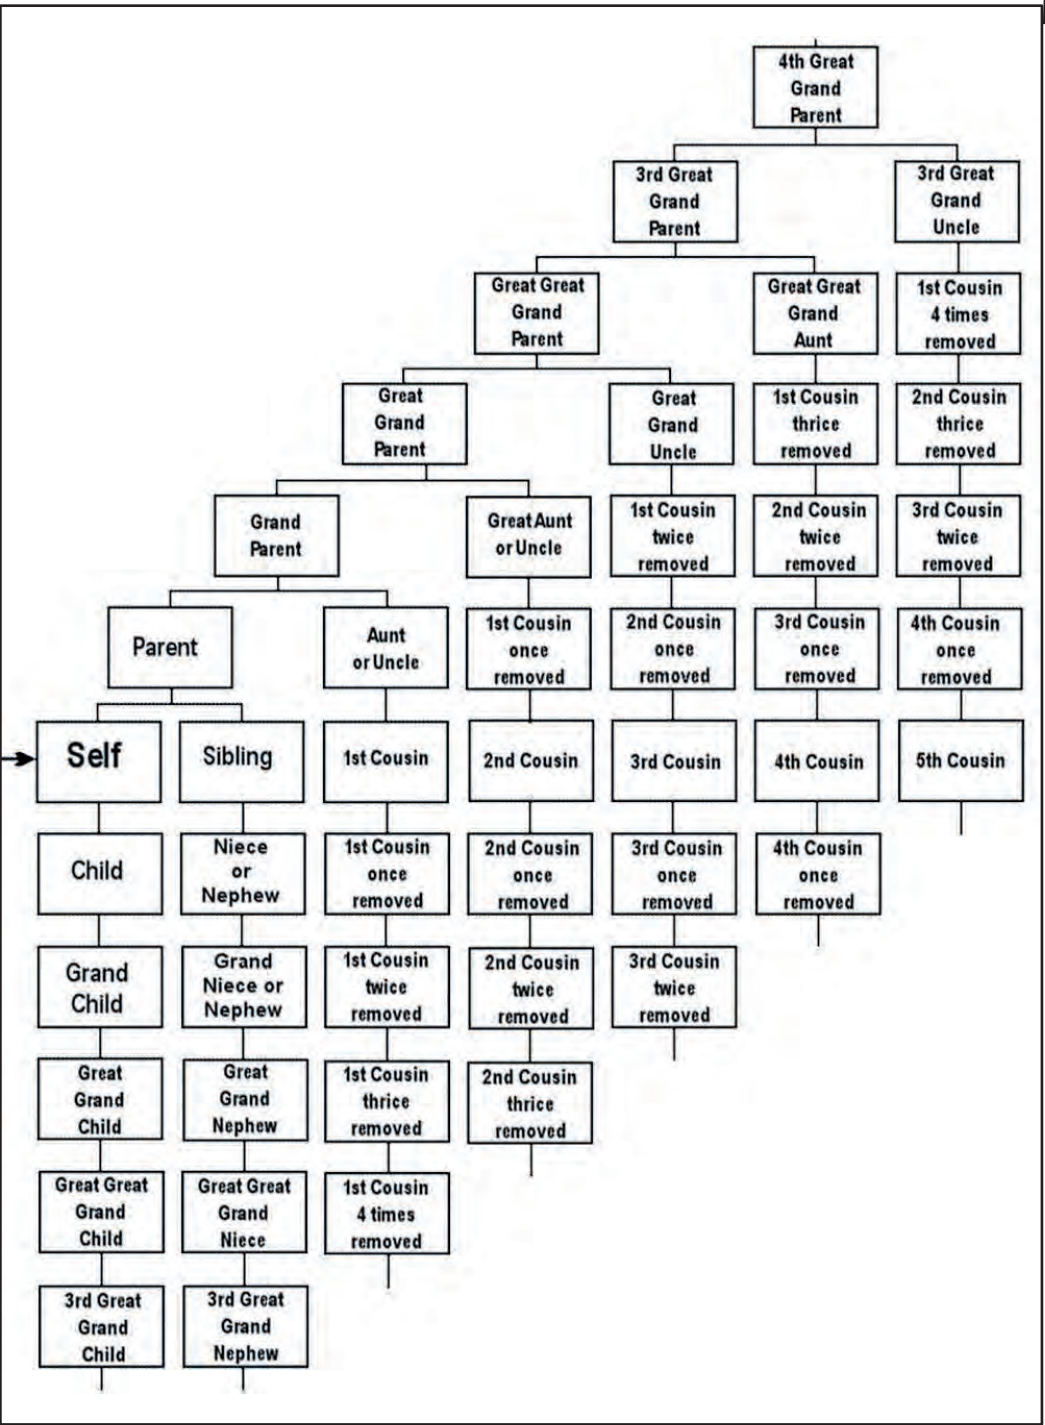 4th Great
Grand
Parent
3rd Great
Grand
Parent
3rd Great
Grand
Uncle
Great Great
Grand
Parent
Great Great
Grand
Aunt
1st Cousin
4 times
removed
Great
Grand
Parent
Great
Grand
Uncle
1st Cousin
thrice
removed
2nd Cousin
thrice
removed
Grand
Parent
Great Aunt
or Uncle
1st Cousin
twice
removed
2nd Cousin
twice
removed
3rd Cousin
twice
removed
Parent
Aunt
or Uncle
1st Cousin
once
removed
2nd Cousin
once
removed
3rd Cousin
once
removed
4th Cousin
once
removed
Self
Sibling
1st Cousin
2nd Cousin
3rd Cousin
4th Cousin
5th Cousin
Child
Niece
or
Nephew
1st Cousin
once
removed
2nd Cousin
once
removed
3rd Cousin
once
removed
4th Cousin
once
removed
Grand
Child
Grand
Niece or
Nephew
1st Cousin
twice
removed
2nd Cousin
twice
removed
3rd Cousin
twice
removed
Great
Grand
Child
Great
Grand
Nephew
1st Cousin
thrice
removed
2nd Cousin
thrice
removed
Great Great
Grand
Child
Great Great
Grand
Niece
1st Cousin
4 times
removed
3rd Great
Grand
Child
3rd Great
Grand
Nephew